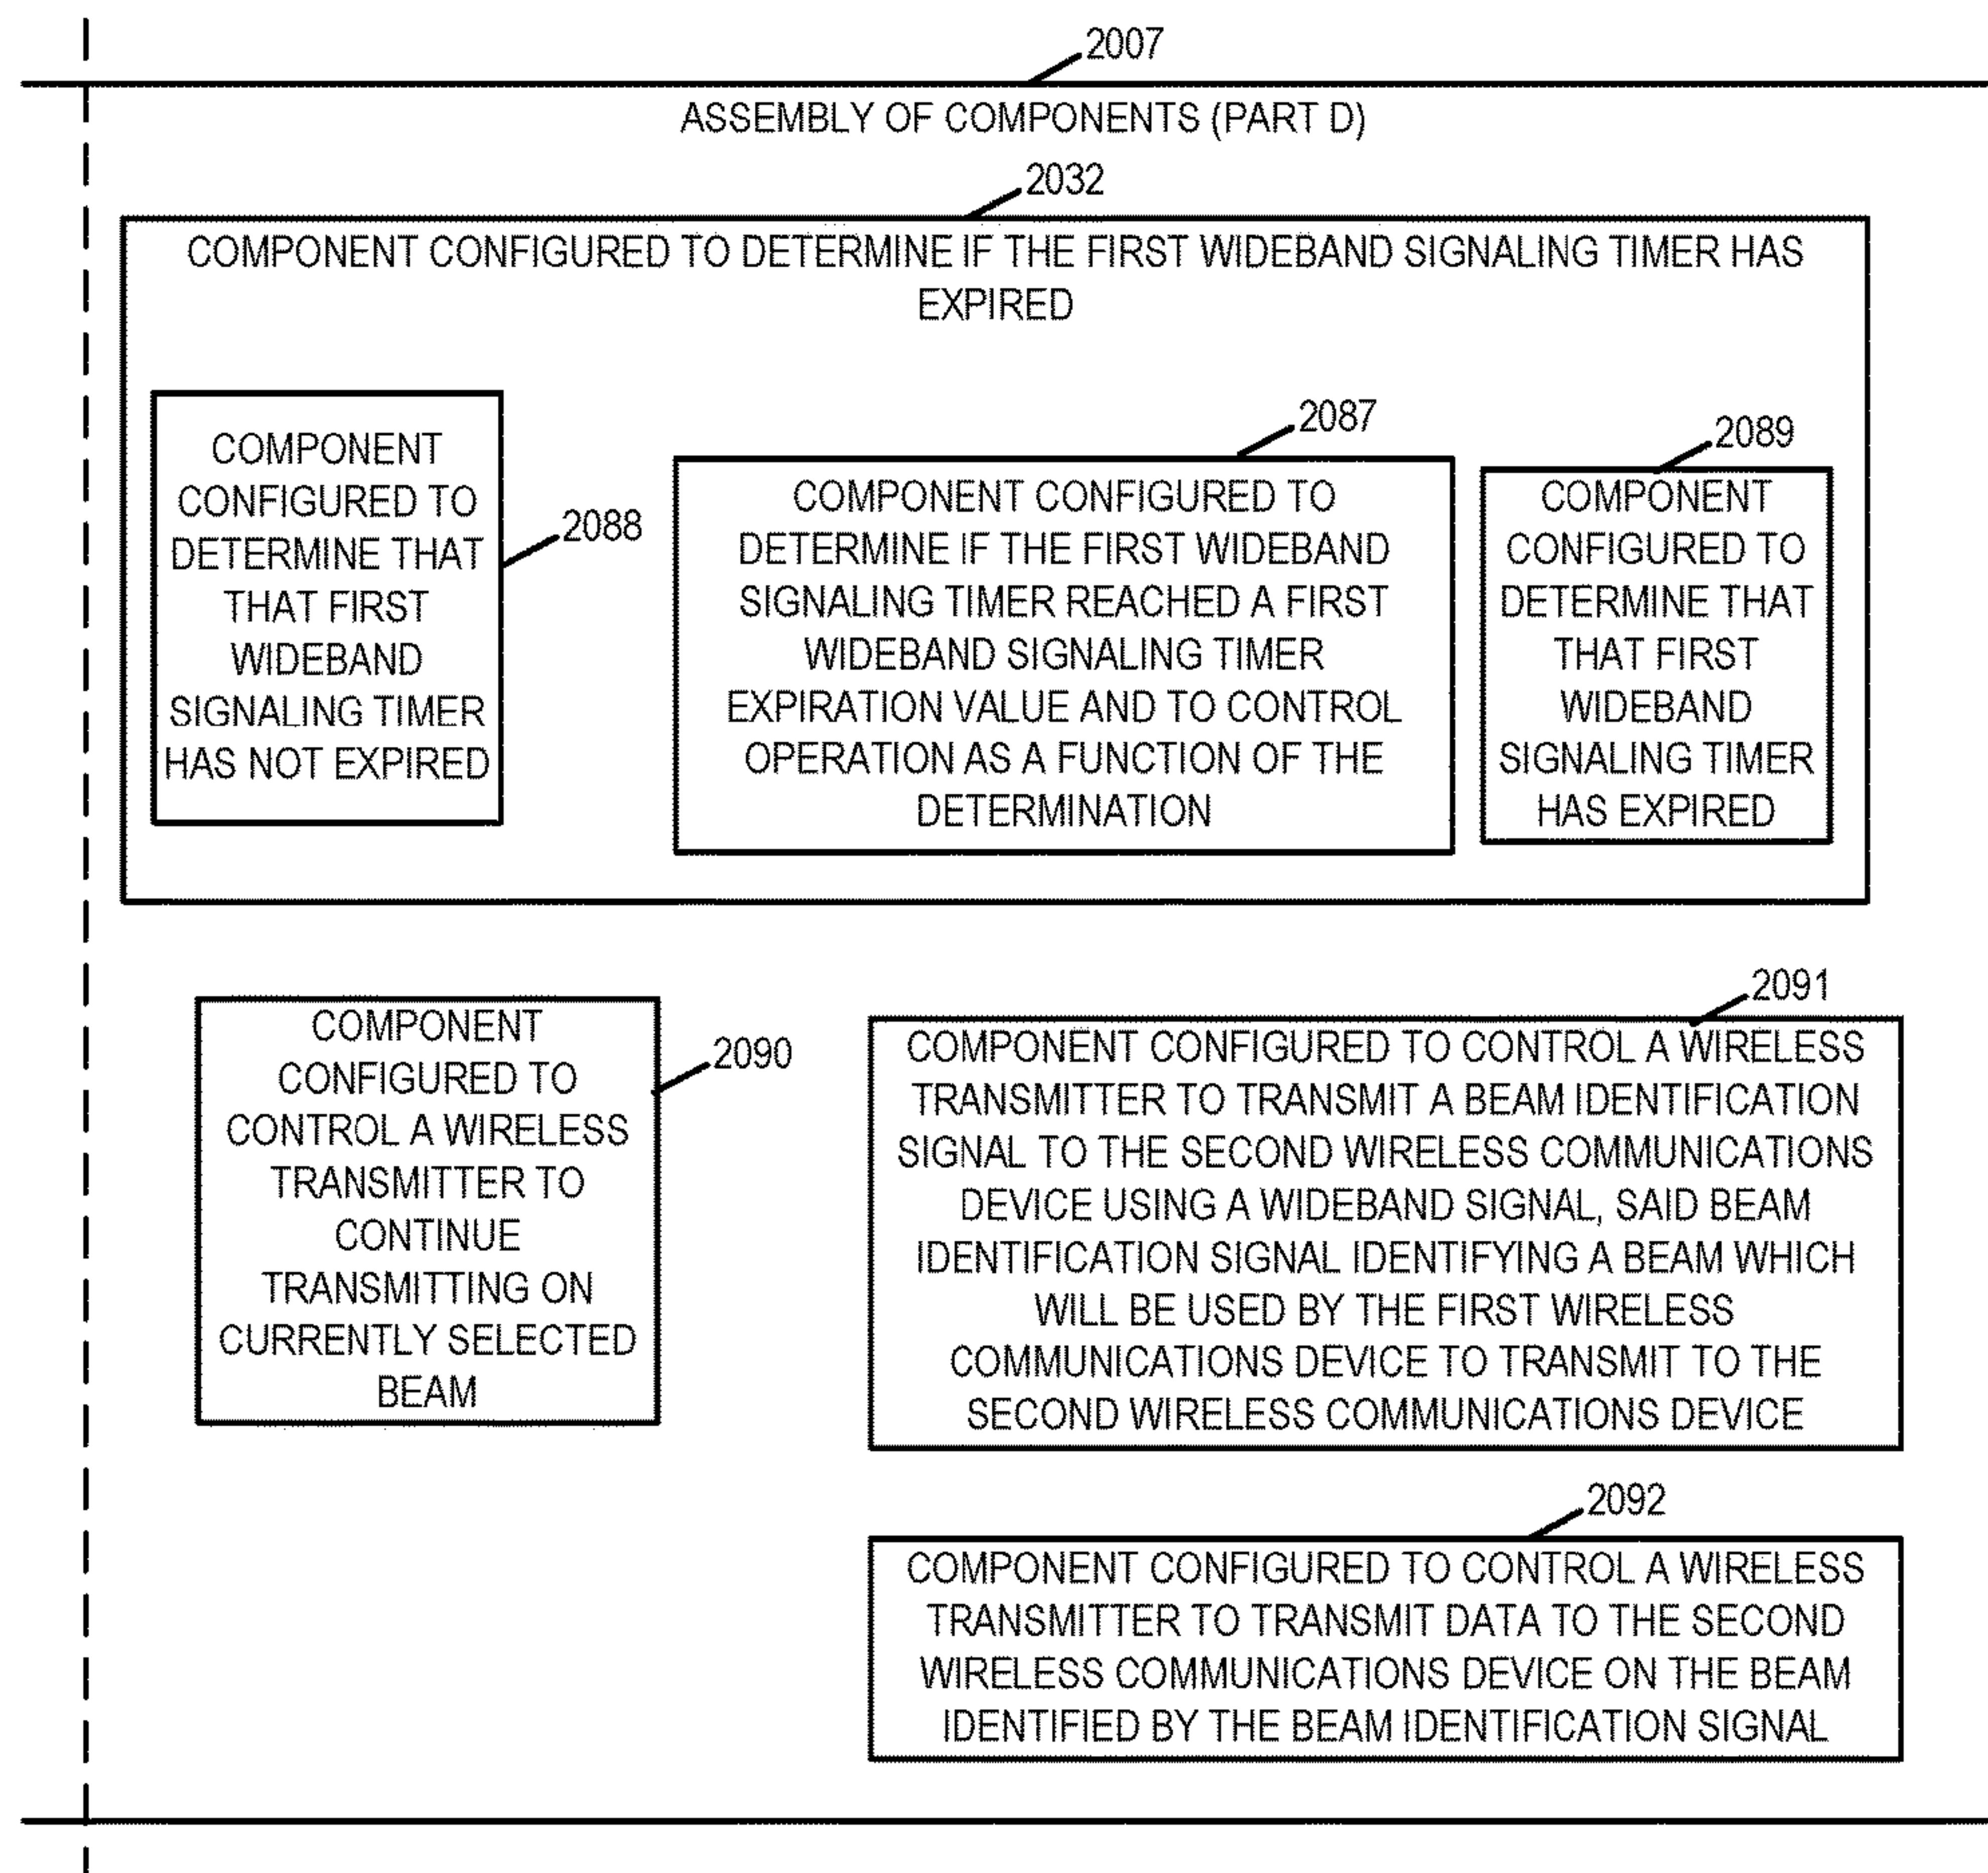 2007
ASSEMBLY OF COMPONENTS (PART D)
2032
COMPONENT CONFIGURED TO DETERMINE IF THE FIRST WIDEBAND SIGNALING TIMER HAS
EXPIRED
COMPONENT
CONFIGURED TO
DETERMINE THAT
THAT FIRST
WIDEBAND
SIGNALING TIMER
HAS NOT EXPIRED
2088
2087
COMPONENT CONFIGURED TO
DETERMINE IF THE FIRST WIDEBAND
SIGNALING TIMER REACHED A FIRST
WIDEBAND SIGNALING TIMER
EXPIRATION VALUE AND TO CONTROL
OPERATION AS A FUNCTION OF THE
DETERMINATION
2089
COMPONENT
CONFIGURED TO
DETERMINE THAT
THAT FIRST
WIDEBAND
SIGNALING TIMER
HAS EXPIRED
COMPONENT
CONFIGURED TO
CONTROL A WIRELESS
TRANSMITTER TO
CONTINUE
TRANSMITTING ON
CURRENTLY SELECTED
BEAM
2090
2091
COMPONENT CONFIGURED TO CONTROL A WIRELESS
TRANSMITTER TO TRANSMIT A BEAM IDENTIFICATION
SIGNAL TO THE SECOND WIRELESS COMMUNICATIONS
DEVICE USING A WIDEBAND SIGNAL, SAID BEAM
IDENTIFICATION SIGNAL IDENTIFYING A BEAM WHICH
WILL BE USED BY THE FIRST WIRELESS
COMMUNICATIONS DEVICE TO TRANSMIT TO THE
SECOND WIRELESS COMMUNICATIONS DEVICE
2092
COMPONENT CONFIGURED TO CONTROL A WIRELESS
TRANSMITTER TO TRANSMIT DATA TO THE SECOND
WIRELESS COMMUNICATIONS DEVICE ON THE BEAM
IDENTIFIED BY THE BEAM IDENTIFICATION SIGNAL